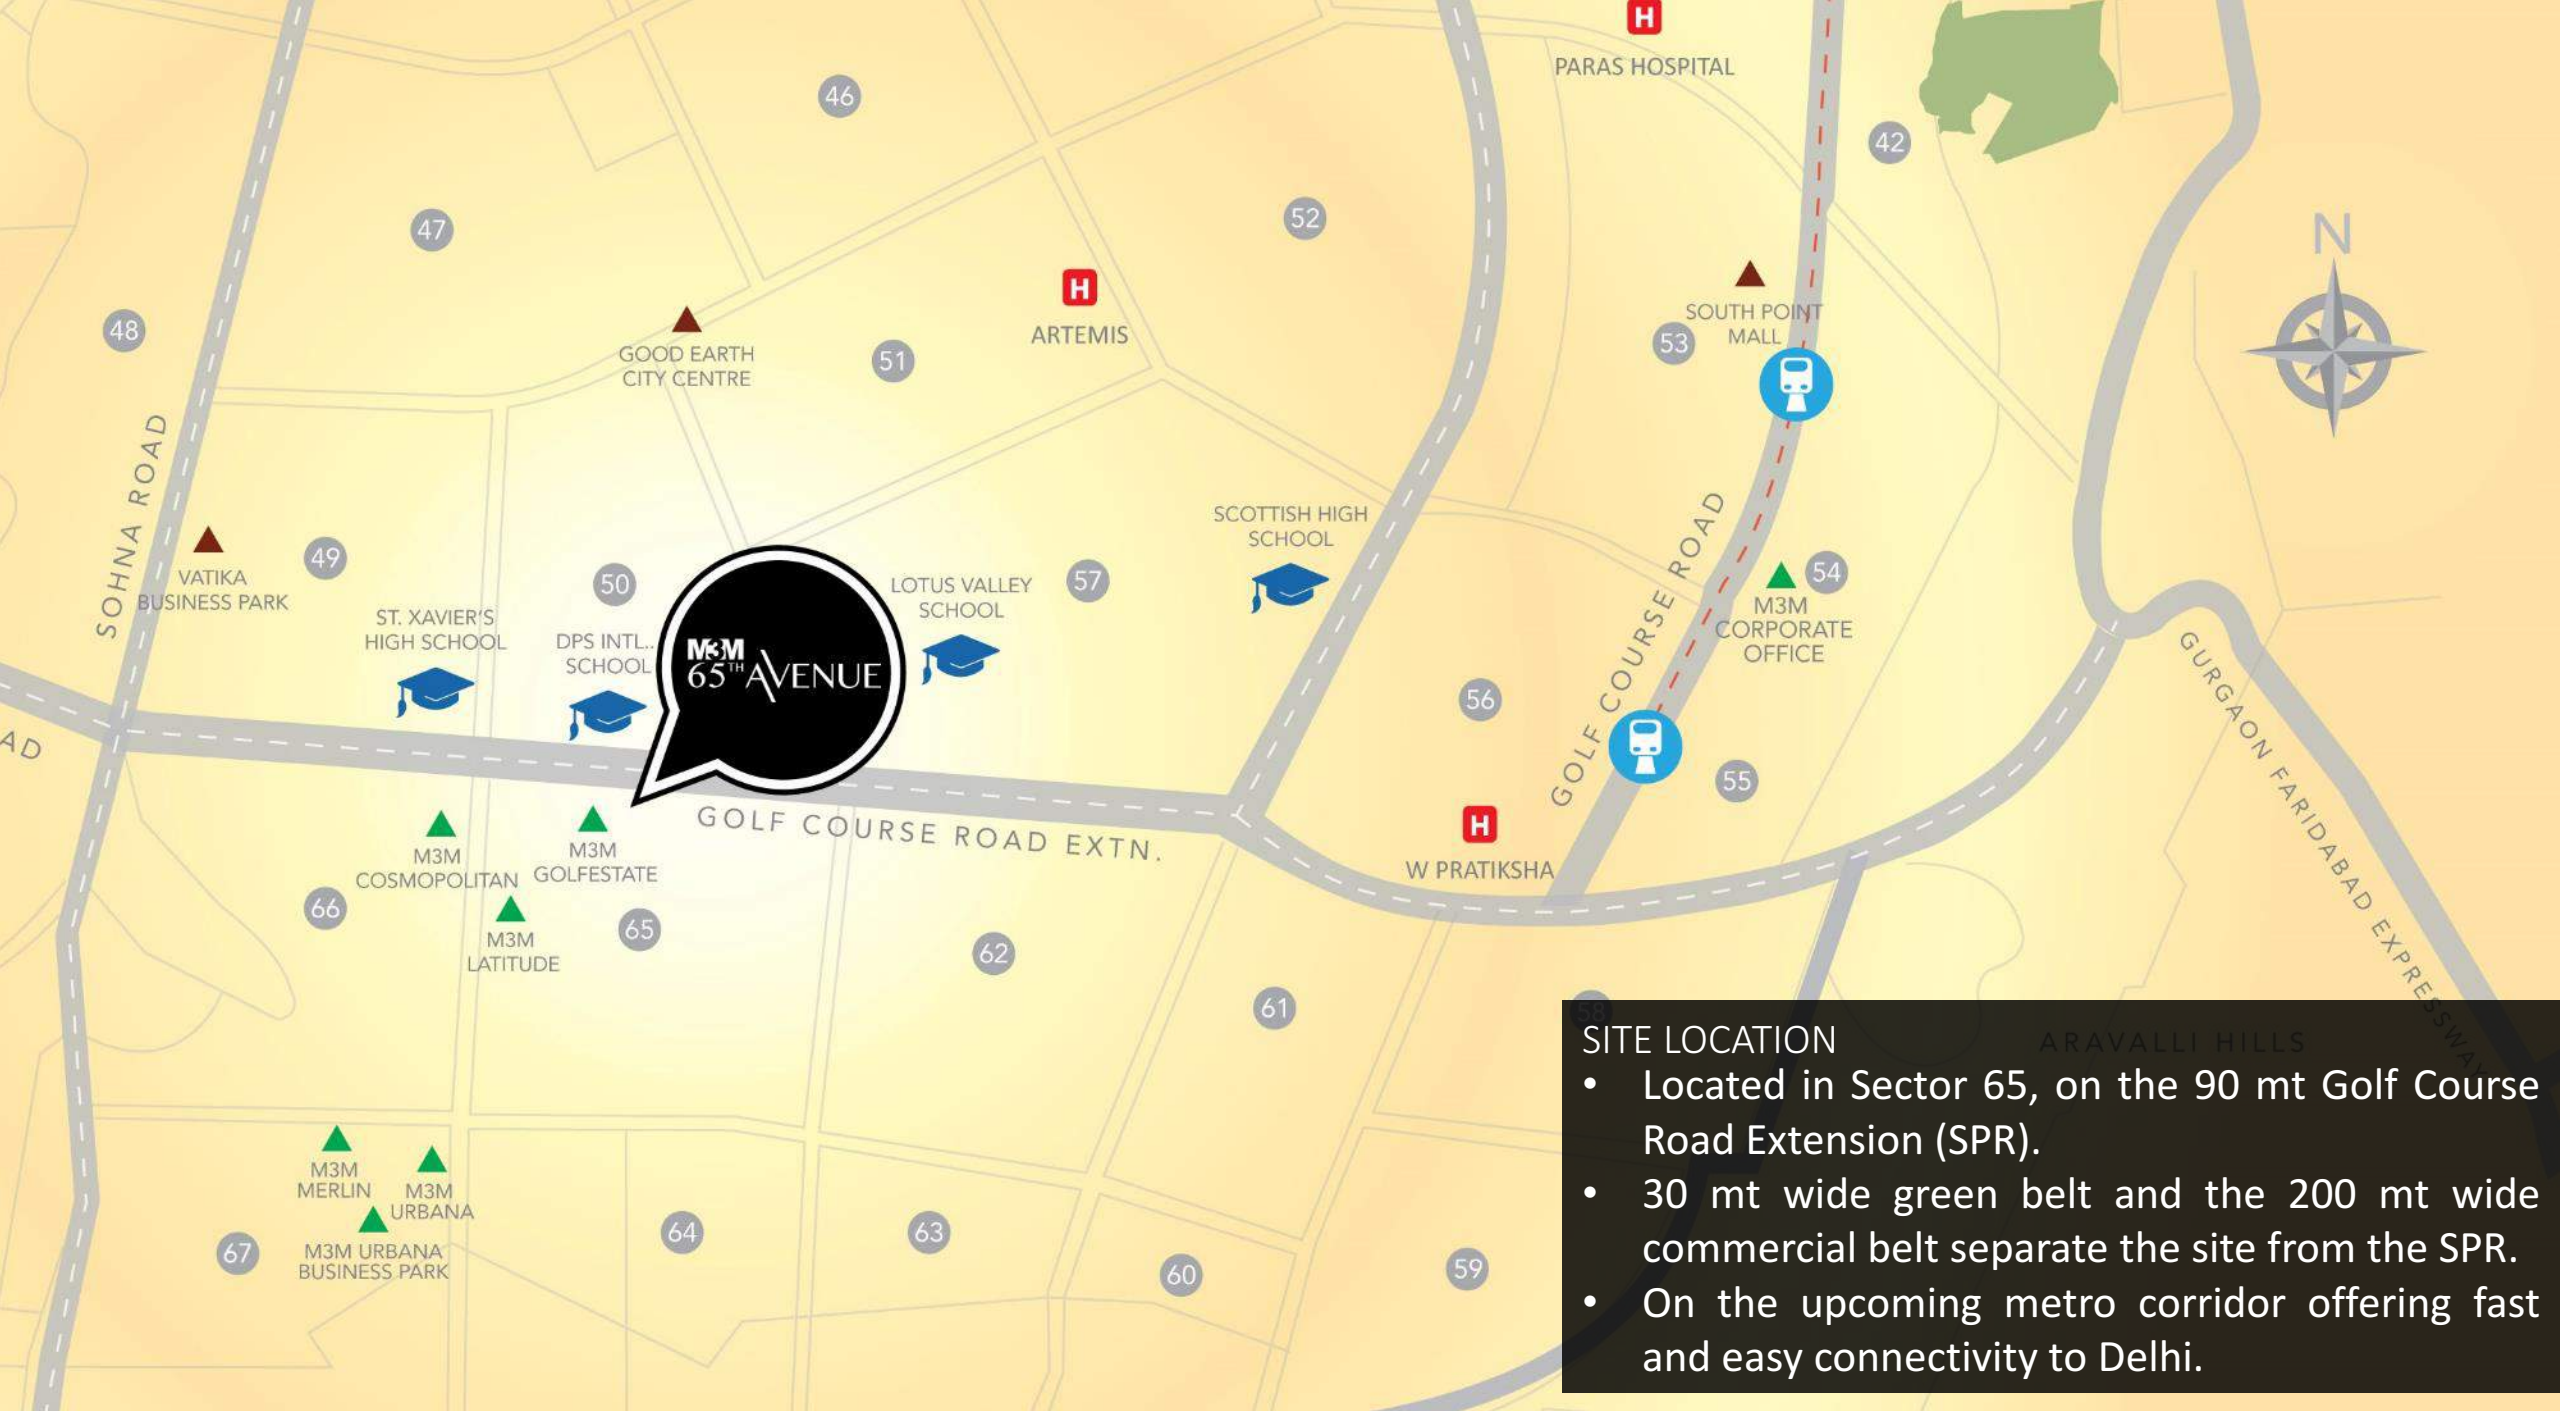 H
PARAS HOSPITAL
46
42
47
52
N
48
H
ARTEMIS
SOUTH POINT
MALL
53
GOOD EARTH
CITY CENTRE
51
SOHNA ROAD
VATIKA
BUSINESS PARK
49
50
ST. XAVIER'S
HIGH SCHOOL
DPS INTL..
SCHOOL
M3M
65TH AVENUE
LOTUS VALLEY
SCHOOL
57
SCOTTISH HIGH
SCHOOL
GOLF COURSE ROAD
54
M3M
CORPORATE
OFFICE
56
55
GURGAON FARIDABAD EXPRESSWAY
AD
GOLF COURSE ROAD EXTN.
H
W PRATIKSHA
M3M
COSMOPOLITAN
M3M
GOLFESTATE
66
M3M
LATITUDE
65
62
61
58
ARAVALLI HILLS
M3M
MERLIN
M3M
URBANA
M3M URBANA
BUSINESS PARK
67
64
63
60
59
SITE LOCATION
• Located in Sector 65, on the 90 mt Golf Course
Road Extension (SPR).
• 30 mt wide green belt and the 200 mt wide
commercial belt separate the site from the SPR.
• On the upcoming metro corridor offering fast
and easy connectivity to Delhi.